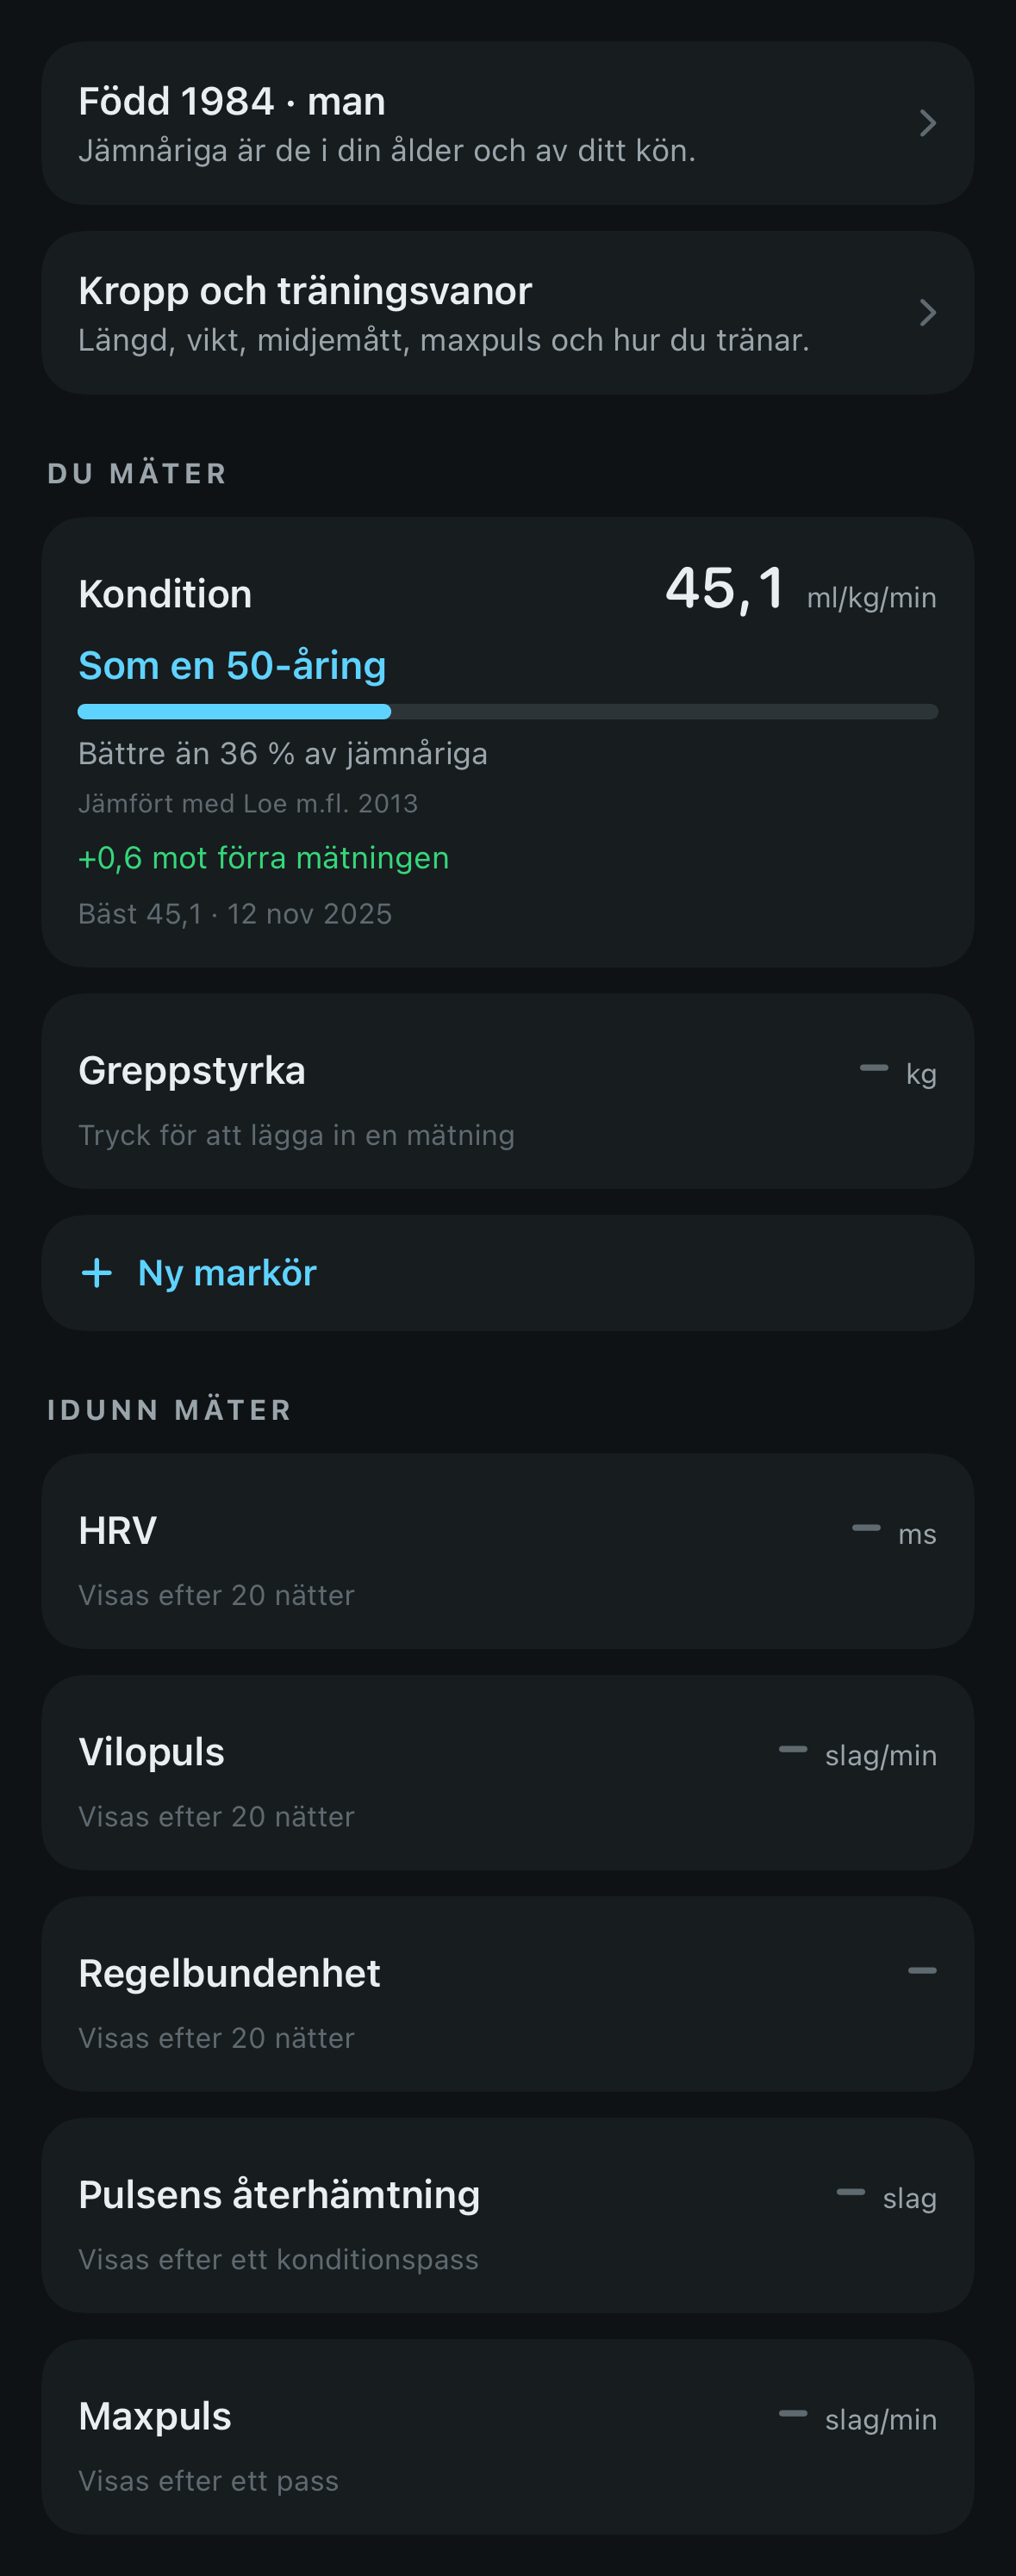 Född 1984 · man
Jämnåriga är de i din ålder och av ditt kön.
Kropp och träningsvanor
Längd, vikt, midjemått, maxpuls och hur du tränar.
DU MÄTER
Kondition 45,1 ml/kg/min
Som en 50-åring
Bättre än 36 % av jämnåriga
Jämfört med Loe m.fl. 2013
+0,6 mot förra mätningen
Bäst 45,1 · 12 nov 2025
Greppstyrka – kg
Tryck för att lägga in en mätning
+ Ny markör
IDUNN MÄTER
HRV – ms
Visas efter 20 nätter
Vilopuls – slag/min
Visas efter 20 nätter
Regelbundenhet –
Visas efter 20 nätter
Pulsens återhämtning – slag
Visas efter ett konditionspass
Maxpuls – slag/min
Visas efter ett pass